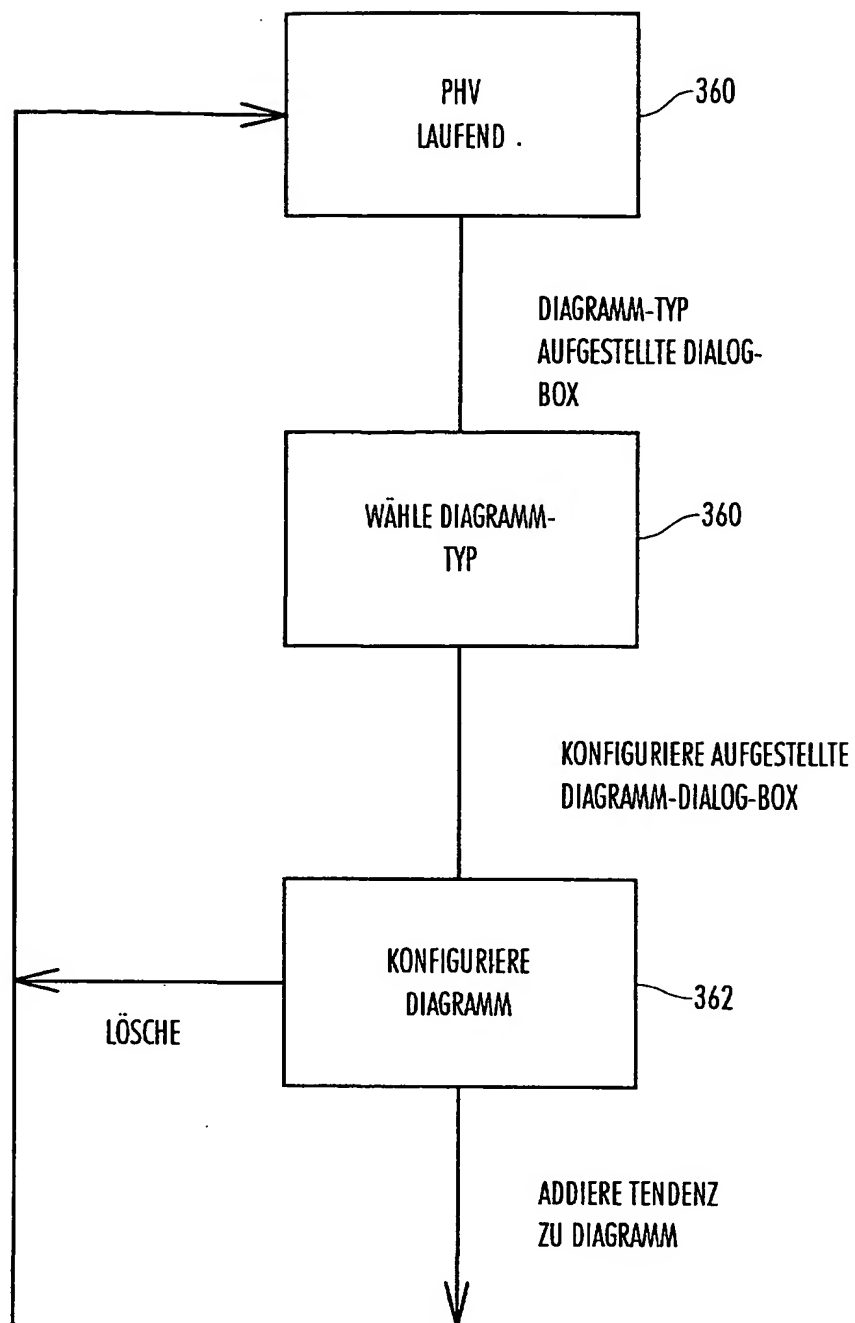 PHV
LAUFEND .
360
DIAGRAMM-TYP
AUFGESTELLTE DIALOG-
BOX
WÄHLE DIAGRAMM-
TYP
360
KONFIGURIERE AUFGESTELLTE
DIAGRAMM-DIALOG-BOX
KONFIGURIERE
DIAGRAMM
362
LÖSCHE
ADDIERE TENDENZ
ZU DIAGRAMM